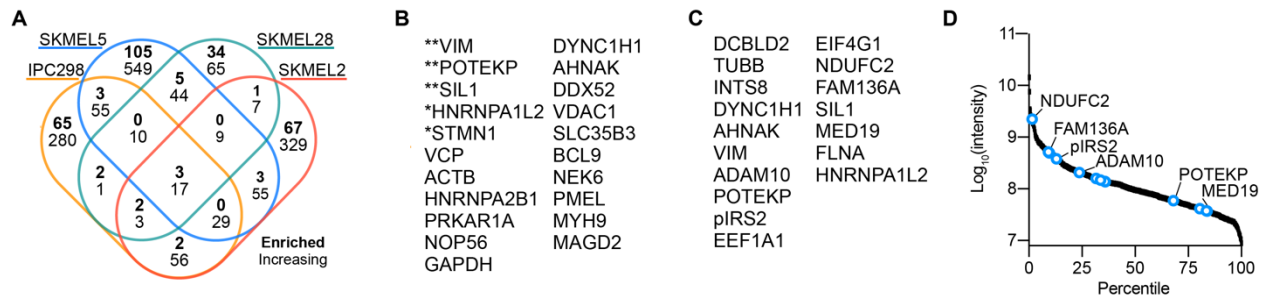 A
SKMEL5
SKMEL28
IPC298
SKMEL2
105
549
34
65
5
44
3
55
1
7
65
280
0
10
0
9
67
329
2
1
3
17
3
55
2
3
0
29
2
56
Enriched
Increasing
B
**VIM DYNC1H1
**POTEKP AHNAK
**SIL1 DDX52
*HNRNPA1L2 VDAC1
*STMN1 SLC35B3
VCP BCL9
ACTB NEK6
HNRNPA2B1 PMEL
PRKAR1A MYH9
NOP56 MAGD2
GAPDH
C
DCBLD2 EIF4G1
TUBB NDUFC2
INTS8 FAM136A
DYNC1H1 SIL1
AHNAK MED19
VIM FLNA
ADAM10 HNRNPA1L2
POTEKP
pIRS2
EEF1A1
D
Log10(intensity)
11
10
9
8
7
NDUFC2
FAM136A
pIRS2
ADAM10
POTEKP
MED19
0 25 50 75 100
Percentile